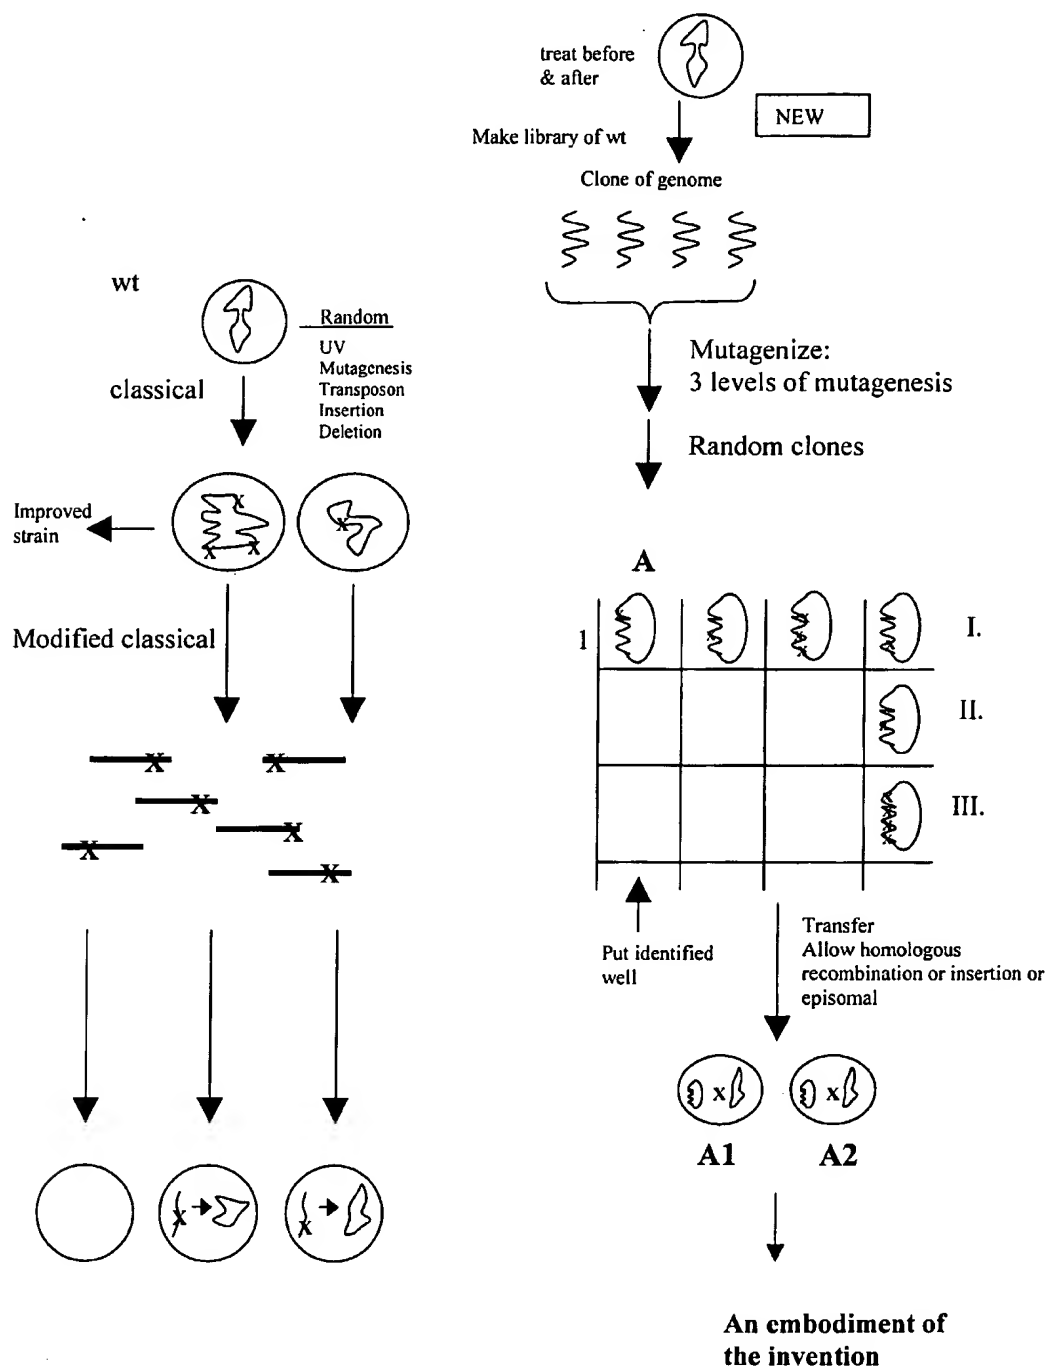 treat before
& after
NEW
Make library of wt
Clone of genome
wt
Random
UV
Mutagenesis
Transposon
Insertion
Deletion
classical
Mutagenize:
3 levels of mutagenesis
Random clones
Improved
strain
X
X
X
X
A
Modified classical
1
I.
II.
III.
X
X
X
X
X
X
Put identified
well
Transfer
Allow homologous
recombination or insertion or
episomal
x
x
A1
A2
X
X
An embodiment of
the invention